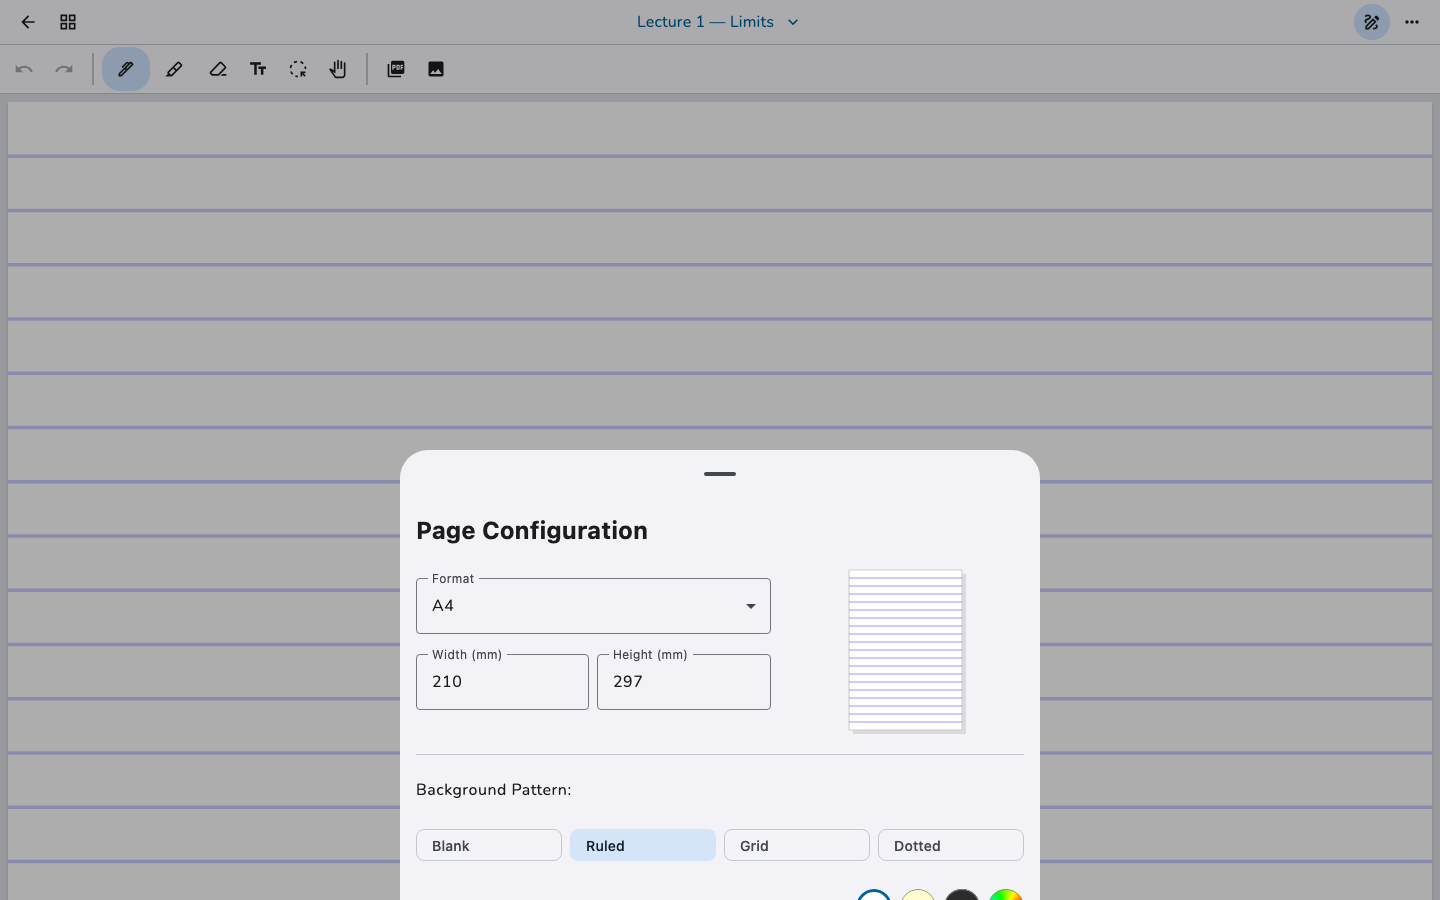 Lecture 1 — Limits
PDF
Page Configuration
Format
A4
Width (mm)
210
Height (mm)
297
Background Pattern:
Blank
Ruled
Grid
Dotted